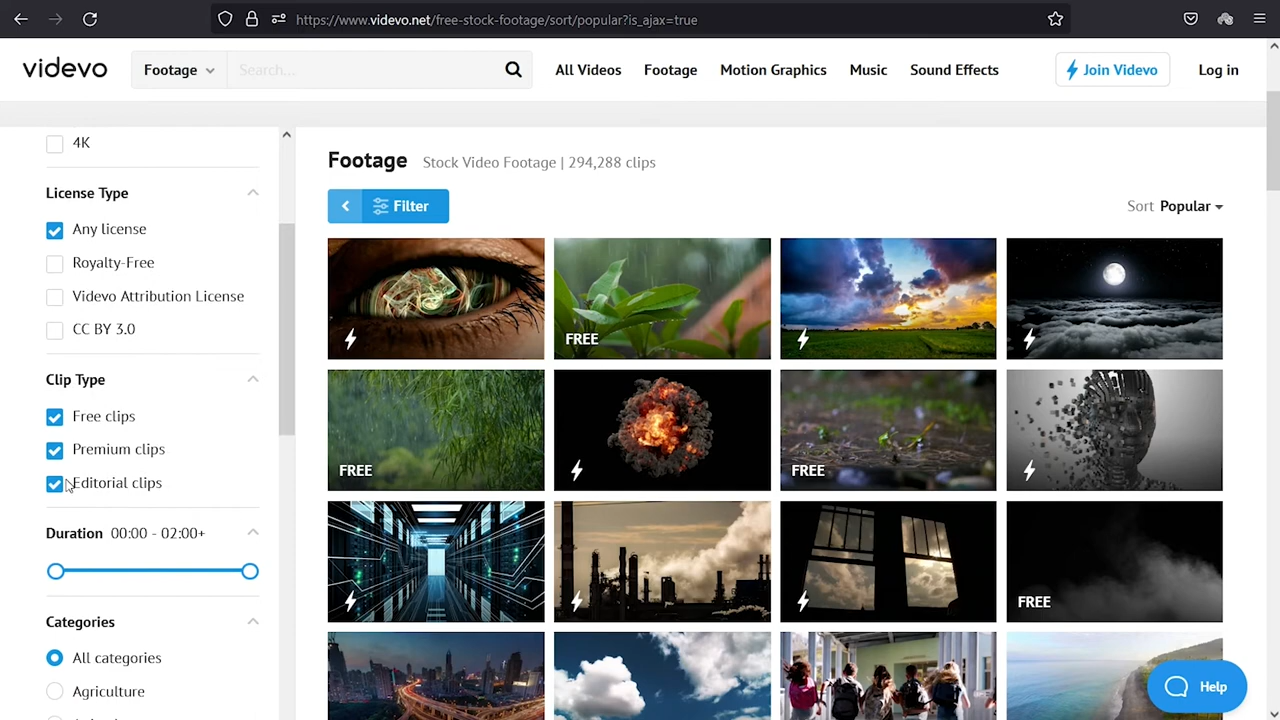 https://www.videvo.net/free-stock-footage/sort/popular?is_ajax=true
videvo
Footage
Search...
All Videos
Footage
Motion Graphics
Music
Sound Effects
Join Videvo
Log in
4K
License Type
Any license
Royalty-Free
Videvo Attribution License
CC BY 3.0
Clip Type
Free clips
Premium clips
Editorial clips
Duration 00:00 - 02:00+
Categories
All categories
Agriculture
Footage Stock Video Footage | 294,288 clips
Filter
Sort Popular
FREE
FREE
FREE
FREE
Help